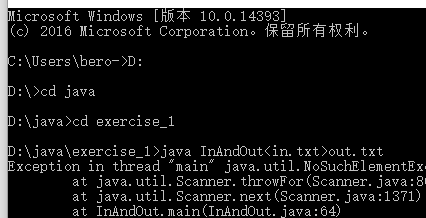 Microsoft Windows [版本 10.0.14393]
(c) 2016 Microsoft Corporation。保留所有权利。
C:\Users\bero->D:
D:\>cd java
D:\java>cd exercise_1
D:\java\exercise_1>java InAndOut<in.txt>out.txt
Exception in thread "main" java.util.NoSuchElementExc
at java.util.Scanner.throwFor(Scanner.java:86
at java.util.Scanner.next(Scanner.java:1371)
at InAndOut.main(InAndOut.java:64)